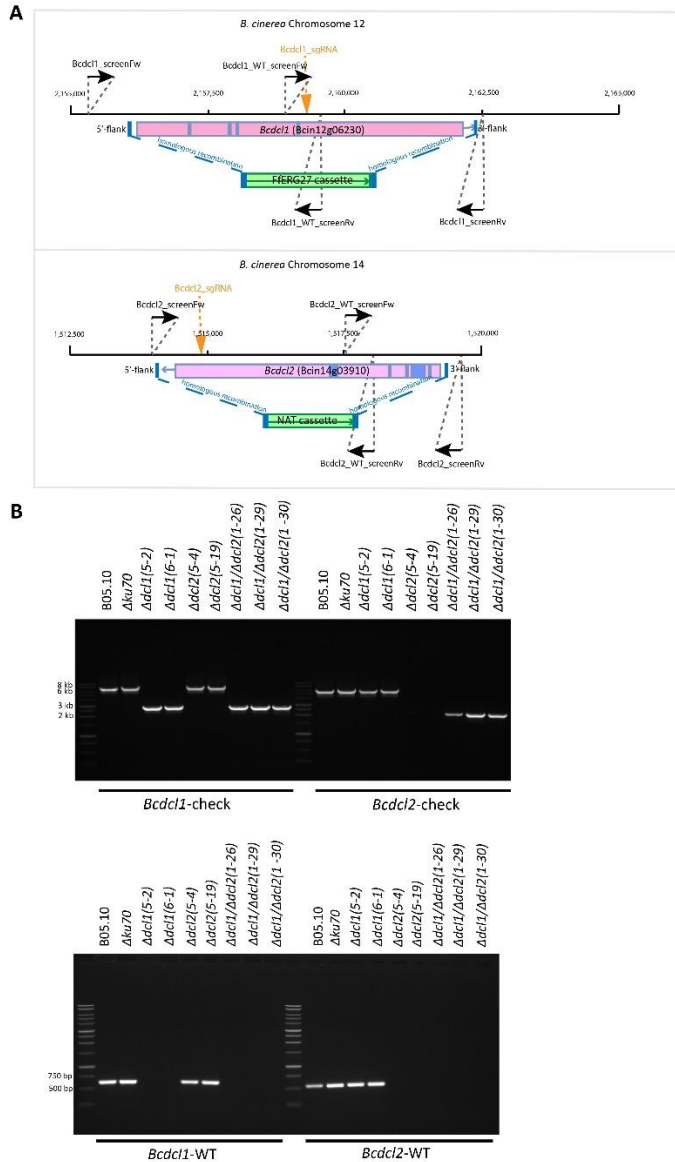 A
B. cinerea Chromosome 12
Bcdcl1_sgRNA
Bcdcl1_screenFw
Bcdcl1_WT_screenFw
2,155,000 2,157,500 2,160,000 2,162,500 2,165,000
5'-flank
Bcdcl1 (Bcin12g06230)
3'-flank
homologous recombination
homologous recombination
FfERG27 cassette
Bcdcl1_WT_screenRv
Bcdcl1_screenRv
B. cinerea Chromosome 14
Bcdcl2_sgRNA
Bcdcl2_screenFw
Bcdcl2_WT_screenFw
1,512,500 1,515,000 1,517,500 1,520,000
5'-flank
Bcdcl2 (Bcin14g03910)
3'-flank
homologous recombination
homologous recombination
NAT cassette
Bcdcl2_WT_screenRv
Bcdcl2_screenRv
B
B05.10
Δku70
Δdcl1(5-2)
Δdcl1(6-1)
Δdcl2(5-4)
Δdcl2(5-19)
Δdcl1/Δdcl2(1-26)
Δdcl1/Δdcl2(1-29)
Δdcl1/Δdcl2(1 -30)
B05.10
Δku70
Δdcl1(5-2)
Δdcl1(6-1)
Δdcl2(5-4)
Δdcl2(5-19)
Δdcl1/Δdcl2(1-26)
Δdcl1/Δdcl2(1-29)
Δdcl1/Δdcl2(1-30)
8 kb
6 kb
3 kb
2 kb
Bcdcl1-check
Bcdcl2-check
B05.10
Δku70
Δdcl1(5-2)
Δdcl1(6-1)
Δdcl2(5-4)
Δdcl2(5-19)
Δdcl1/Δdcl2(1-26)
Δdcl1/Δdcl2(1-29)
Δdcl1/Δdcl2(1 -30)
B05.10
Δku70
Δdcl1(5-2)
Δdcl1(6-1)
Δdcl2(5-4)
Δdcl2(5-19)
Δdcl1/Δdcl2(1-26)
Δdcl1/Δdcl2(1-29)
Δdcl1/Δdcl2(1-30)
750 bp
500 bp
Bcdcl1-WT
Bcdcl2-WT